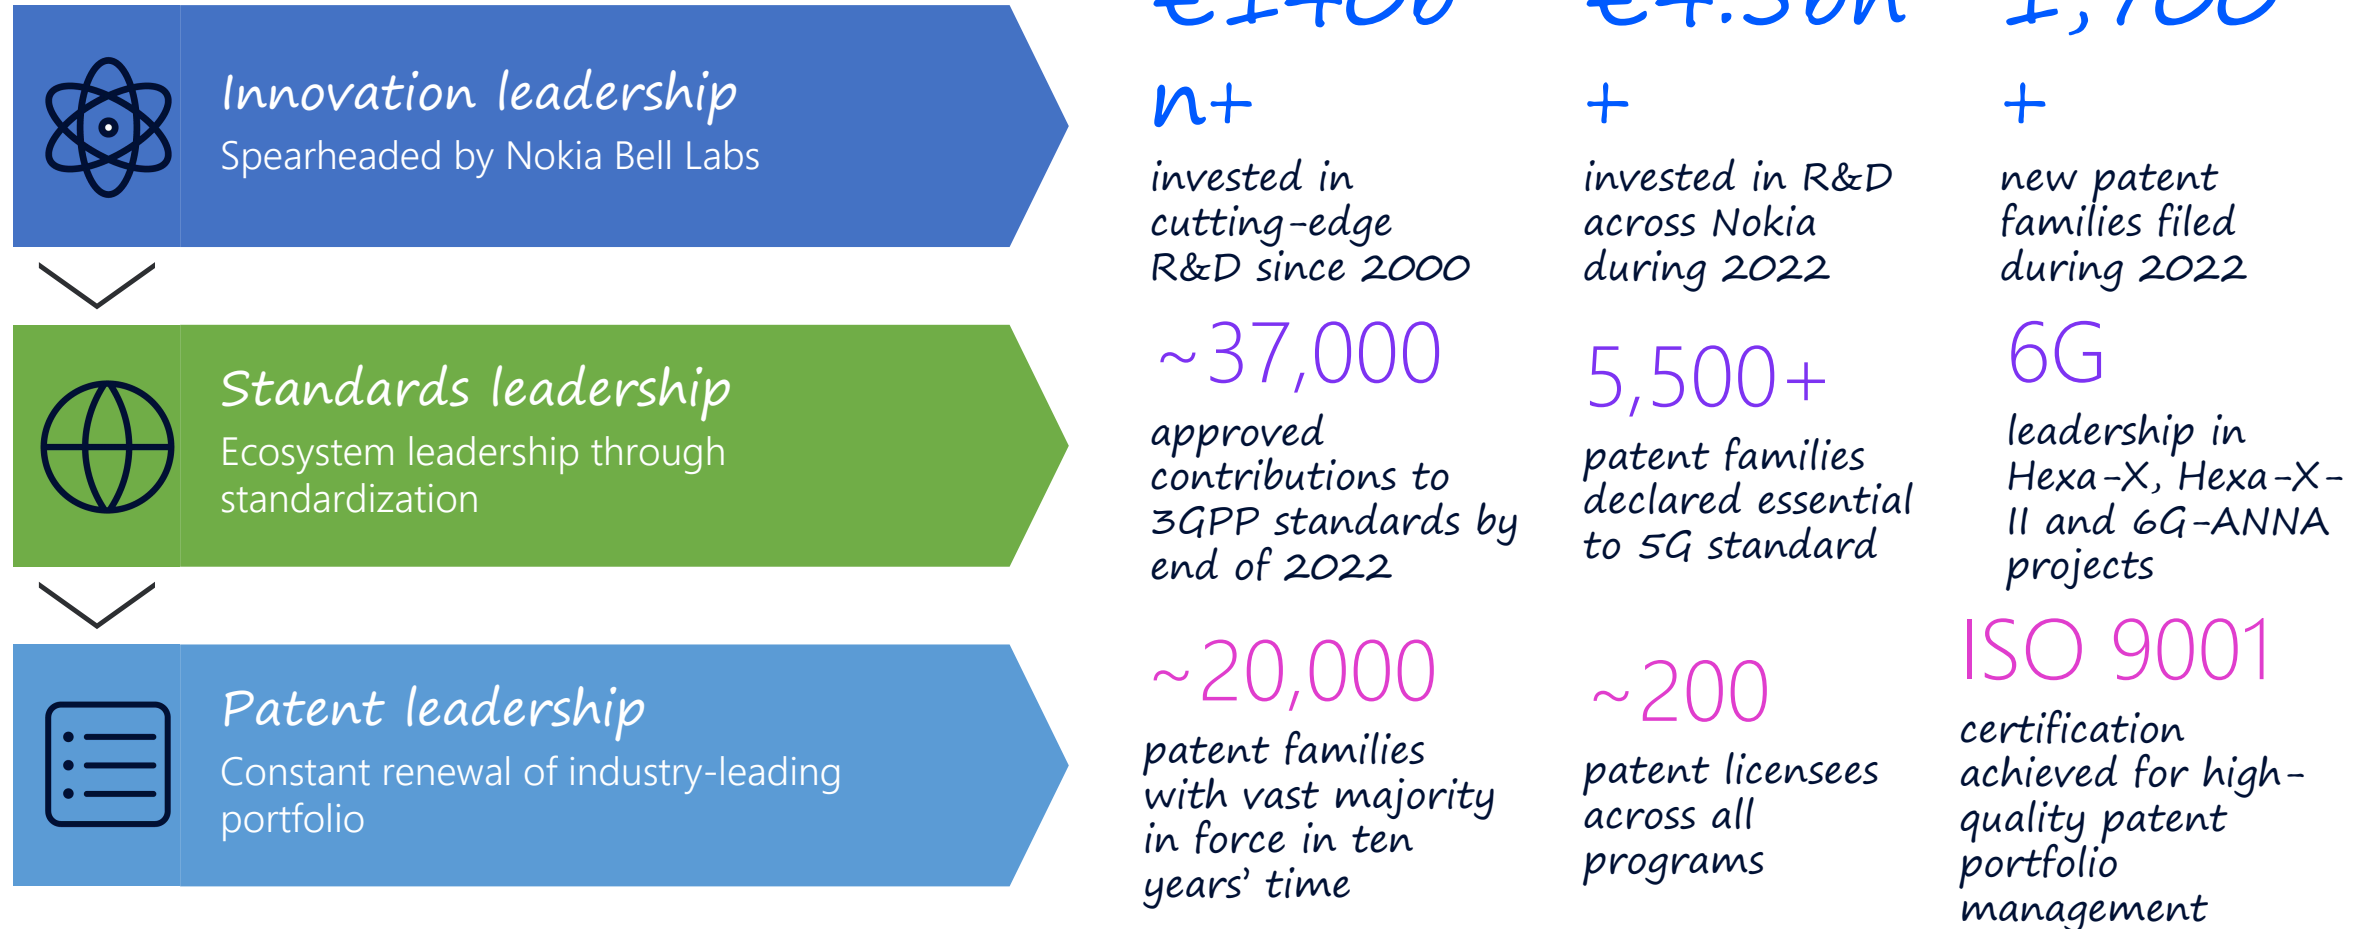 Innovation leadership
Spearheaded by Nokia Bell Labs
n+
invested in
cutting-edge
R&D since 2000
+
invested in R&D
across Nokia
during 2022
+
new patent
families filed
during 2022
Standards leadership
Ecosystem leadership through
standardization
~37,000
approved
contributions to
3GPP standards by
end of 2022
5,500+
patent families
declared essential
to 5G standard
6G
leadership in
Hexa-X, Hexa-X-
II and 6G-ANNA
projects
Patent leadership
Constant renewal of industry-leading
portfolio
~20,000
patent families
with vast majority
in force in ten
years’ time
~200
patent licensees
across all
programs
ISO 9001
certification
achieved for high-
quality patent
portfolio
management